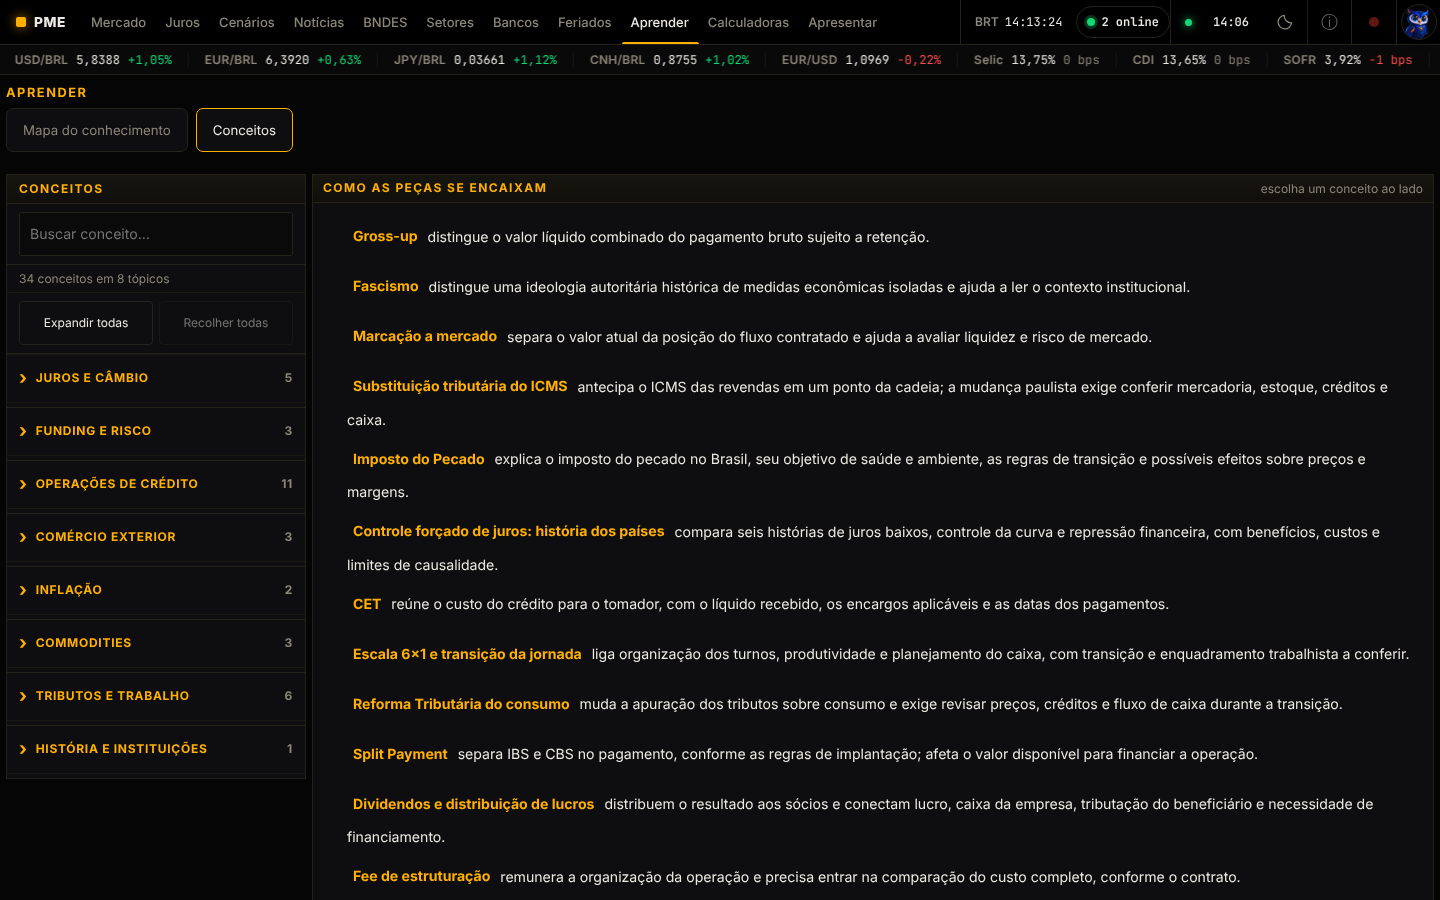 PME Mercado Juros Cenários Notícias BNDES Setores Bancos Feriados Aprender Calculadoras Apresentar BRT 14:13:24 2 online 14:06
USD/BRL 5,8388 +1,05% EUR/BRL 6,3920 +0,63% JPY/BRL 0,03661 +1,12% CNH/BRL 0,8755 +1,02% EUR/USD 1,0969 -0,22% Selic 13,75% 0 bps CDI 13,65% 0 bps SOFR 3,92% -1 bps
APRENDER
Mapa do conhecimento Conceitos
CONCEITOS
Buscar conceito...
34 conceitos em 8 tópicos
Expandir todas Recolher todas
JUROS E CÂMBIO 5
FUNDING E RISCO 3
OPERAÇÕES DE CRÉDITO 11
COMÉRCIO EXTERIOR 3
INFLAÇÃO 2
COMMODITIES 3
TRIBUTOS E TRABALHO 6
HISTÓRIA E INSTITUIÇÕES 1
COMO AS PEÇAS SE ENCAIXAM escolha um conceito ao lado
Gross-up distingue o valor líquido combinado do pagamento bruto sujeito a retenção.
Fascismo distingue uma ideologia autoritária histórica de medidas econômicas isoladas e ajuda a ler o contexto institucional.
Marcação a mercado separa o valor atual da posição do fluxo contratado e ajuda a avaliar liquidez e risco de mercado.
Substituição tributária do ICMS antecipa o ICMS das revendas em um ponto da cadeia; a mudança paulista exige conferir mercadoria, estoque, créditos e
caixa.
Imposto do Pecado explica o imposto do pecado no Brasil, seu objetivo de saúde e ambiente, as regras de transição e possíveis efeitos sobre preços e
margens.
Controle forçado de juros: história dos países compara seis histórias de juros baixos, controle da curva e repressão financeira, com benefícios, custos e
limites de causalidade.
CET reúne o custo do crédito para o tomador, com o líquido recebido, os encargos aplicáveis e as datas dos pagamentos.
Escala 6×1 e transição da jornada liga organização dos turnos, produtividade e planejamento do caixa, com transição e enquadramento trabalhista a conferir.
Reforma Tributária do consumo muda a apuração dos tributos sobre consumo e exige revisar preços, créditos e fluxo de caixa durante a transição.
Split Payment separa IBS e CBS no pagamento, conforme as regras de implantação; afeta o valor disponível para financiar a operação.
Dividendos e distribuição de lucros distribuem o resultado aos sócios e conectam lucro, caixa da empresa, tributação do beneficiário e necessidade de
financiamento.
Fee de estruturação remunera a organização da operação e precisa entrar na comparação do custo completo, conforme o contrato.